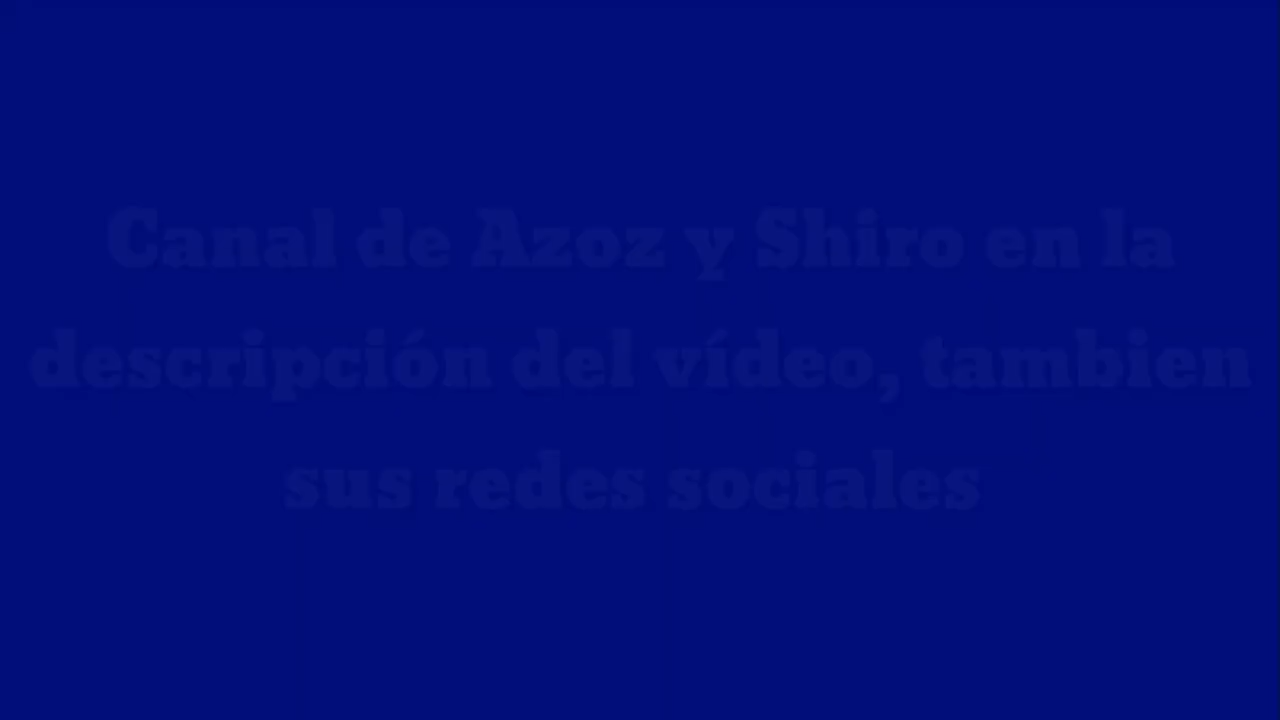 Canal de Azoz y Shiro en la
descripción del vídeo, tambien
sus redes sociales